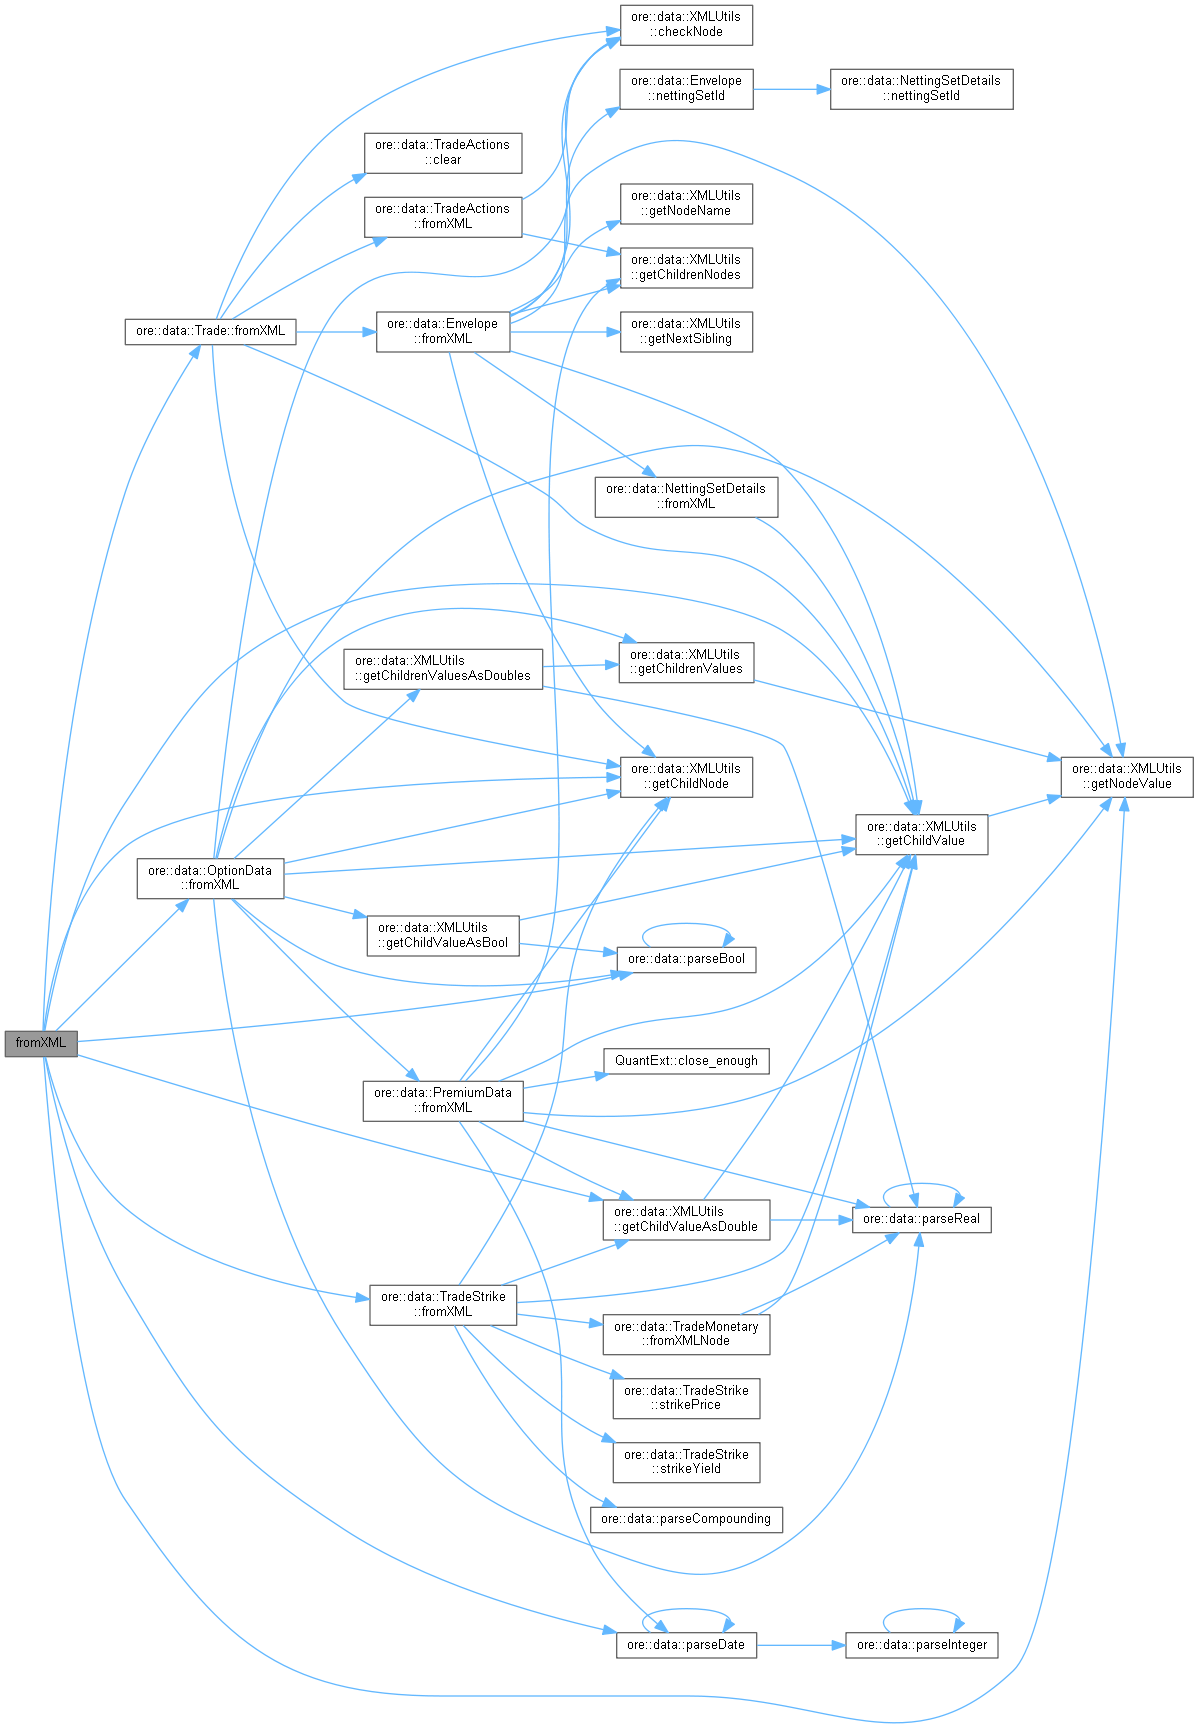 ore::data::XMLUtils
::checkNode
ore::data::Envelope
::nettingSetId
ore::data::NettingSetDetails
::nettingSetId
ore::data::TradeActions
::clear
ore::data::TradeActions
::fromXML
ore::data::XMLUtils
::getNodeName
ore::data::XMLUtils
::getChildrenNodes
ore::data::Trade::fromXML
ore::data::Envelope
::fromXML
ore::data::XMLUtils
::getNextSibling
ore::data::NettingSetDetails
::fromXML
ore::data::XMLUtils
::getChildrenValuesAsDoubles
ore::data::XMLUtils
::getChildrenValues
ore::data::XMLUtils
::getChildNode
ore::data::XMLUtils
::getNodeValue
ore::data::XMLUtils
::getChildValue
ore::data::OptionData
::fromXML
ore::data::XMLUtils
::getChildValueAsBool
ore::data::parseBool
fromXML
QuantExt::close_enough
ore::data::PremiumData
::fromXML
ore::data::XMLUtils
::getChildValueAsDouble
ore::data::parseReal
ore::data::TradeStrike
::fromXML
ore::data::TradeMonetary
::fromXMLNode
ore::data::TradeStrike
::strikePrice
ore::data::TradeStrike
::strikeYield
ore::data::parseCompounding
ore::data::parseDate
ore::data::parseInteger